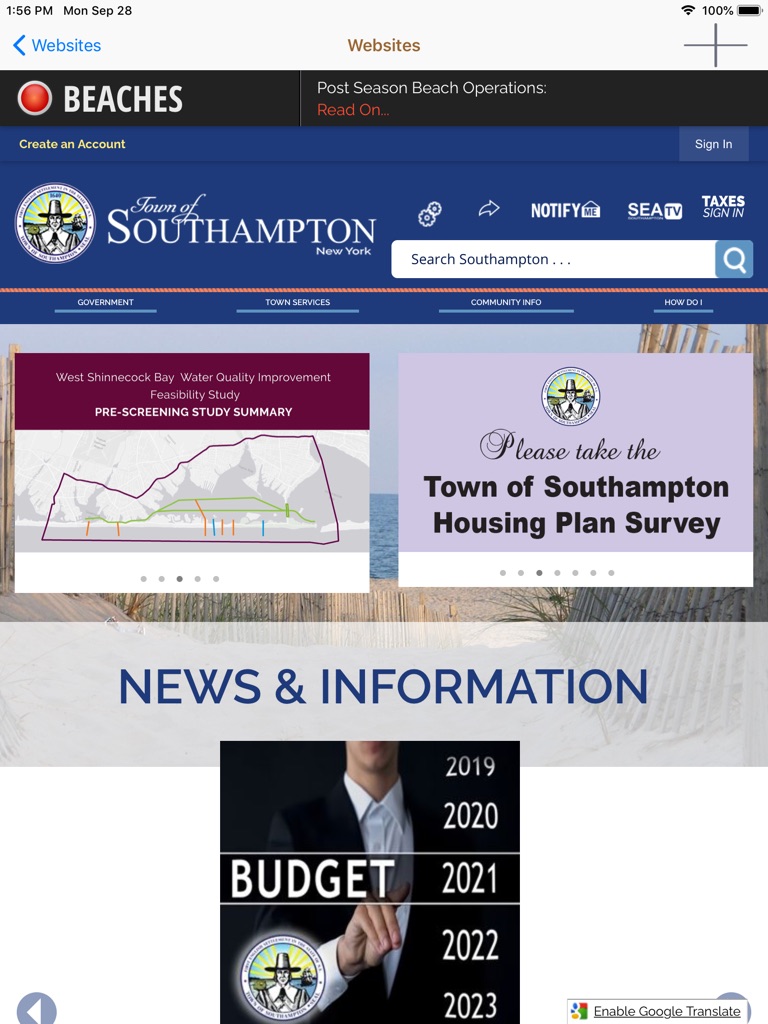 1:56 PM Mon Sep 28
100%
Websites
Websites
BEACHES
Post Season Beach Operations:
Read On...
Create an Account
Sign In
Town of
SOUTHAMPTON
New York
NOTIFY ME
SEA TV
SOUTHAMPTON
TAXES
SIGN IN
Search Southampton . . .
GOVERNMENT
TOWN SERVICES
COMMUNITY INFO
HOW DO I
West Shinnecock Bay Water Quality Improvement
Feasibility Study
PRE-SCREENING STUDY SUMMARY
Please take the
Town of Southampton
Housing Plan Survey
NEWS & INFORMATION
2019
2020
BUDGET 2021
2022
2023
Enable Google Translate